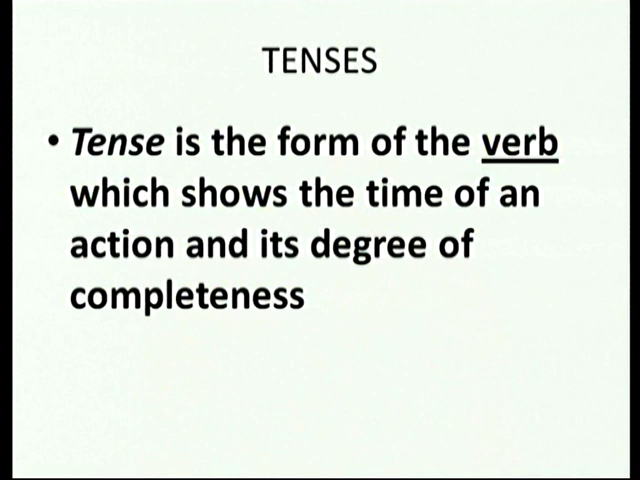 TENSES
• Tense is the form of the verb
which shows the time of an
action and its degree of
completeness